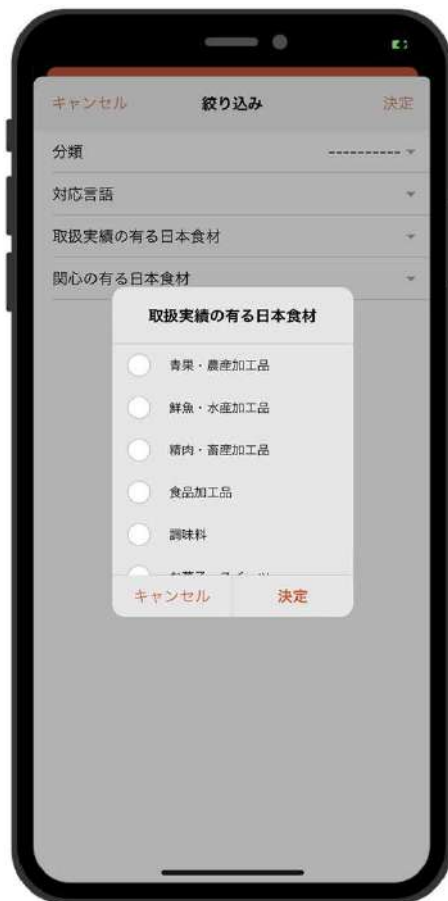 キャンセル 絞り込み 決定
分類 ----------
対応言語
取扱実績の有る日本食材
関心の有る日本食材
取扱実績の有る日本食材
青果・農産加工品
鮮魚・水産加工品
精肉・畜産加工品
食品加工品
調味料
キャンセル 決定